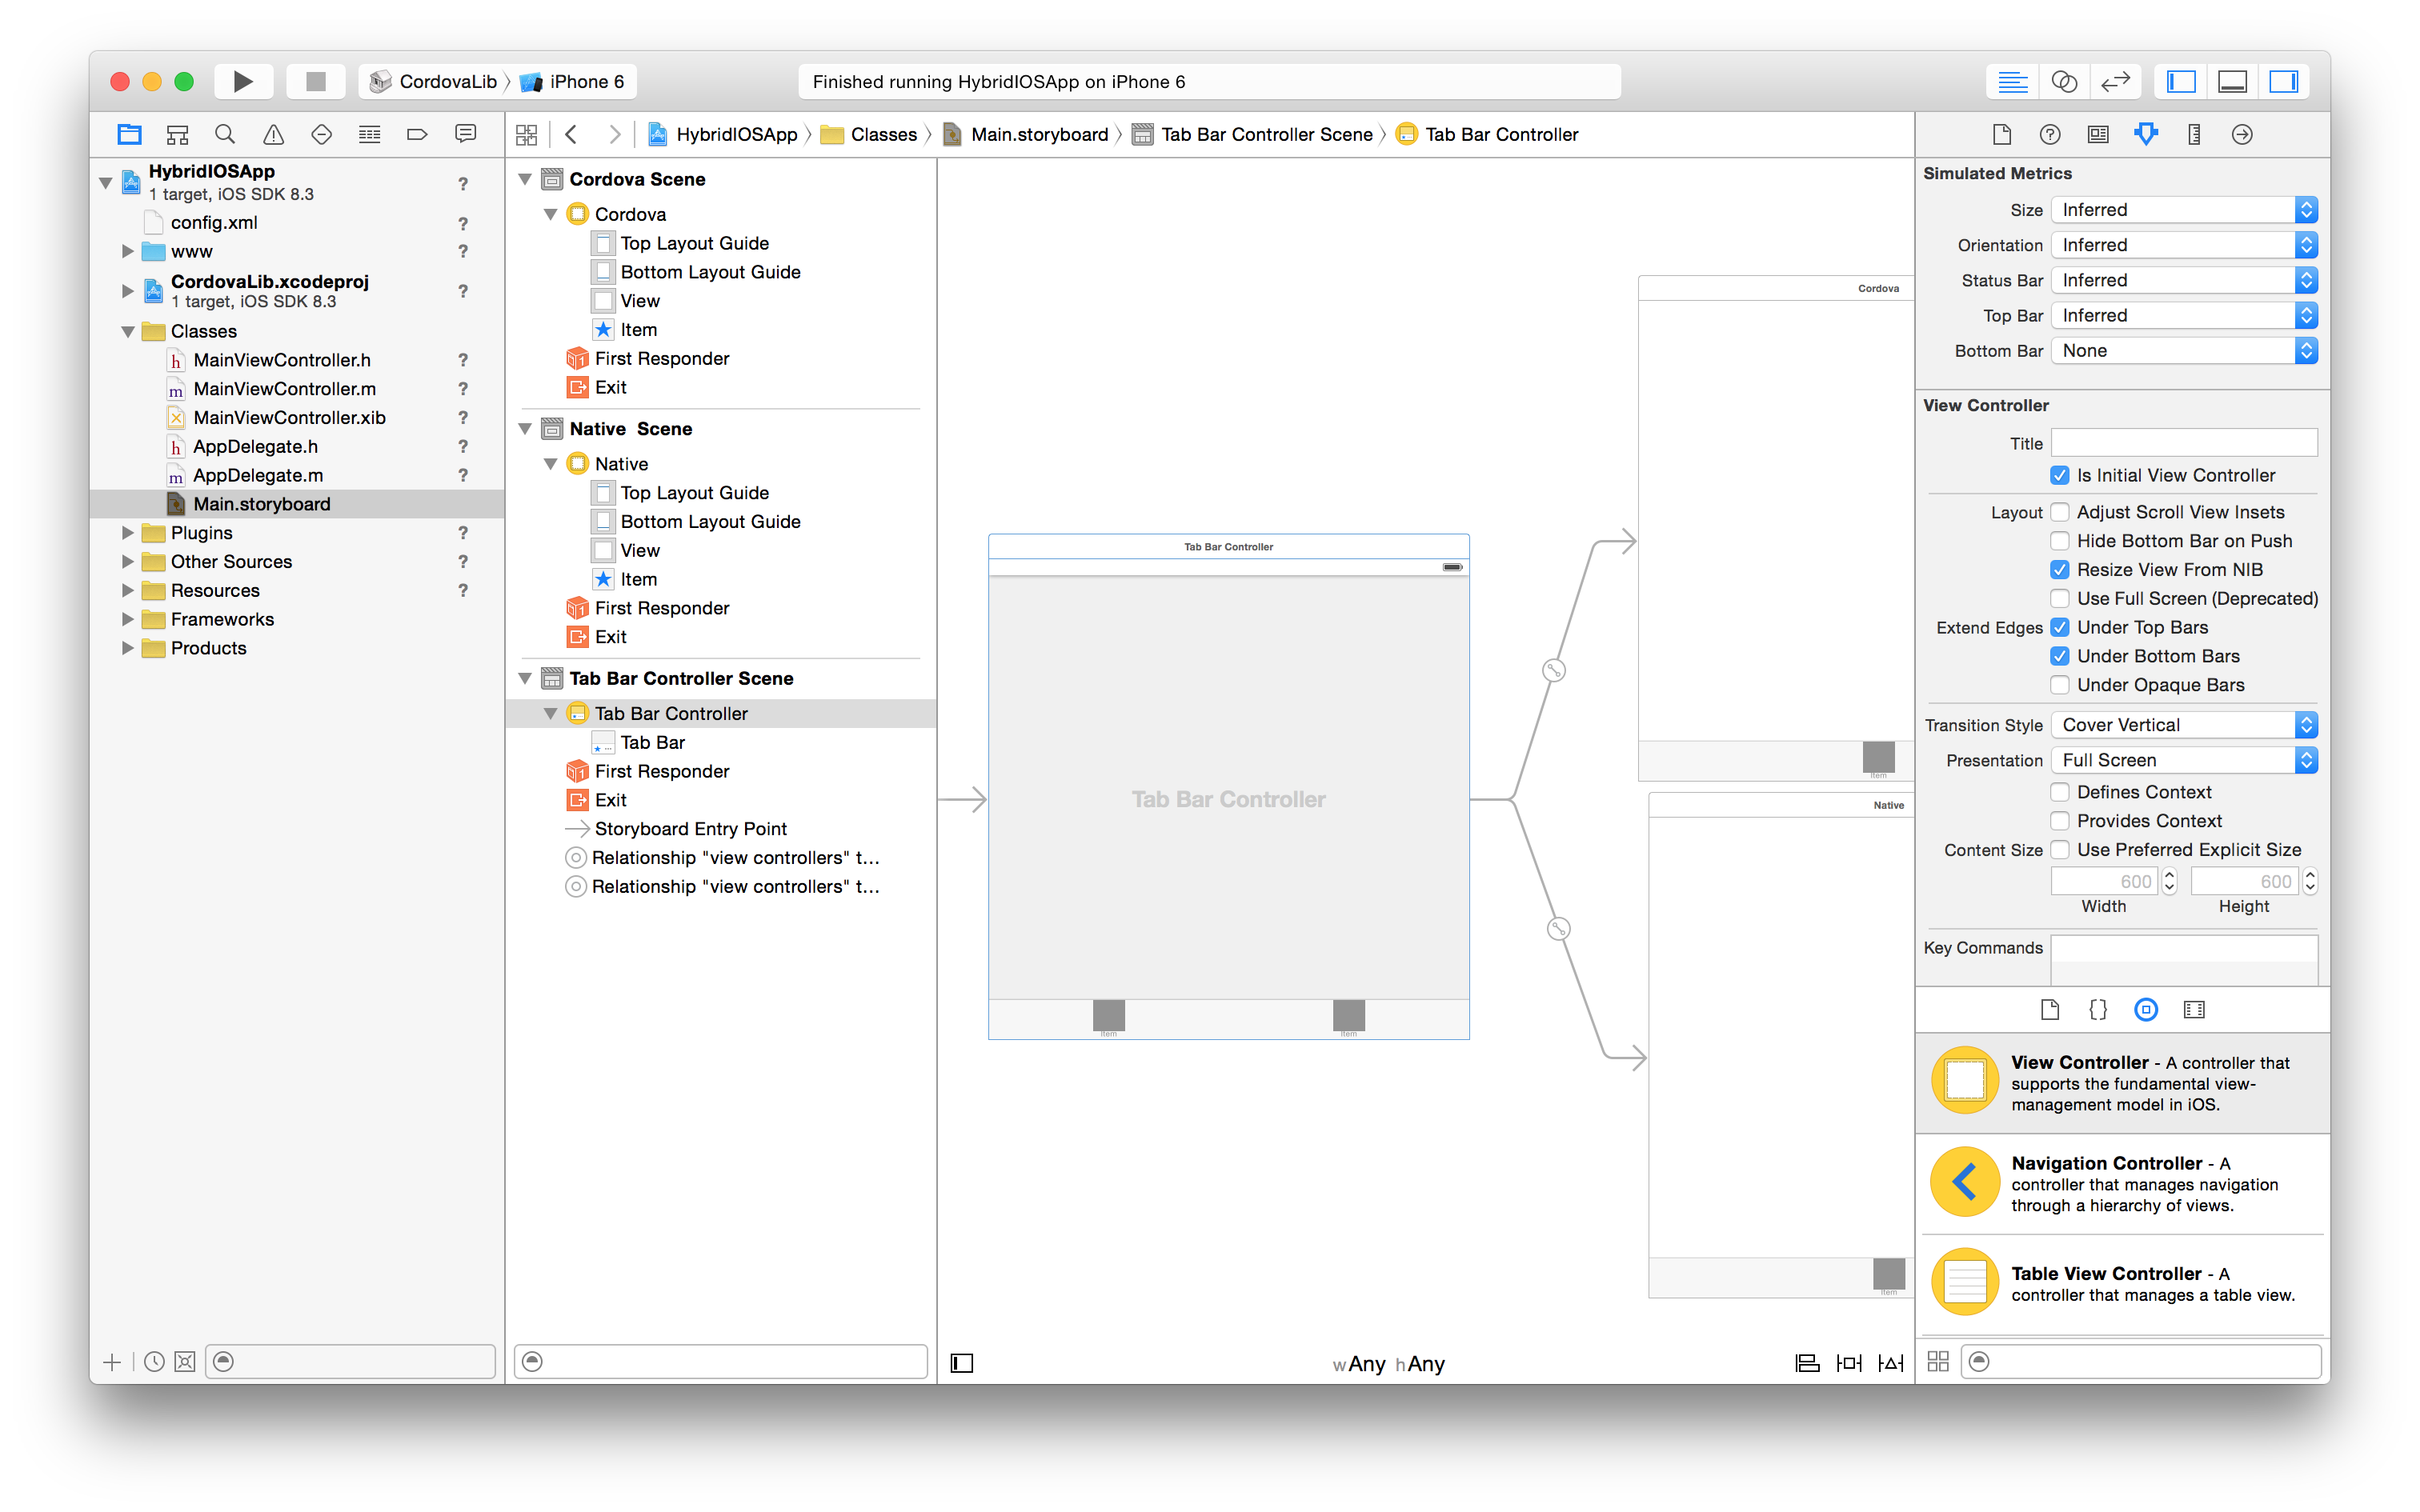 CordovaLib
iPhone 6
Finished running HybridIOSApp on iPhone 6
HybridIOSApp
Classes
Main.storyboard
Tab Bar Controller Scene
Tab Bar Controller
HybridIOSApp
1 target, iOS SDK 8.3
?
config.xml
?
www
?
CordovaLib.xcodeproj
1 target, iOS SDK 8.3
?
Classes
MainViewController.h
?
MainViewController.m
?
MainViewController.xib
?
AppDelegate.h
?
AppDelegate.m
?
Main.storyboard
Plugins
?
Other Sources
?
Resources
?
Frameworks
Products
Cordova Scene
Cordova
Top Layout Guide
Bottom Layout Guide
View
Item
First Responder
Exit
Native  Scene
Native
Top Layout Guide
Bottom Layout Guide
View
Item
First Responder
Exit
Tab Bar Controller Scene
Tab Bar Controller
Tab Bar
First Responder
Exit
Storyboard Entry Point
Relationship "view controllers" t...
Relationship "view controllers" t...
Tab Bar Controller
Tab Bar Controller
Item
Item
Cordova
Item
Native
Item
wAny hAny
Simulated Metrics
Size Inferred
Orientation Inferred
Status Bar Inferred
Top Bar Inferred
Bottom Bar None
View Controller
Title
Is Initial View Controller
Layout Adjust Scroll View Insets
Hide Bottom Bar on Push
Resize View From NIB
Use Full Screen (Deprecated)
Extend Edges Under Top Bars
Under Bottom Bars
Under Opaque Bars
Transition Style Cover Vertical
Presentation Full Screen
Defines Context
Provides Context
Content Size Use Preferred Explicit Size
600 600
Width Height
Key Commands
View Controller - A controller that
supports the fundamental view-
management model in iOS.
Navigation Controller - A
controller that manages navigation
through a hierarchy of views.
Table View Controller - A
controller that manages a table view.